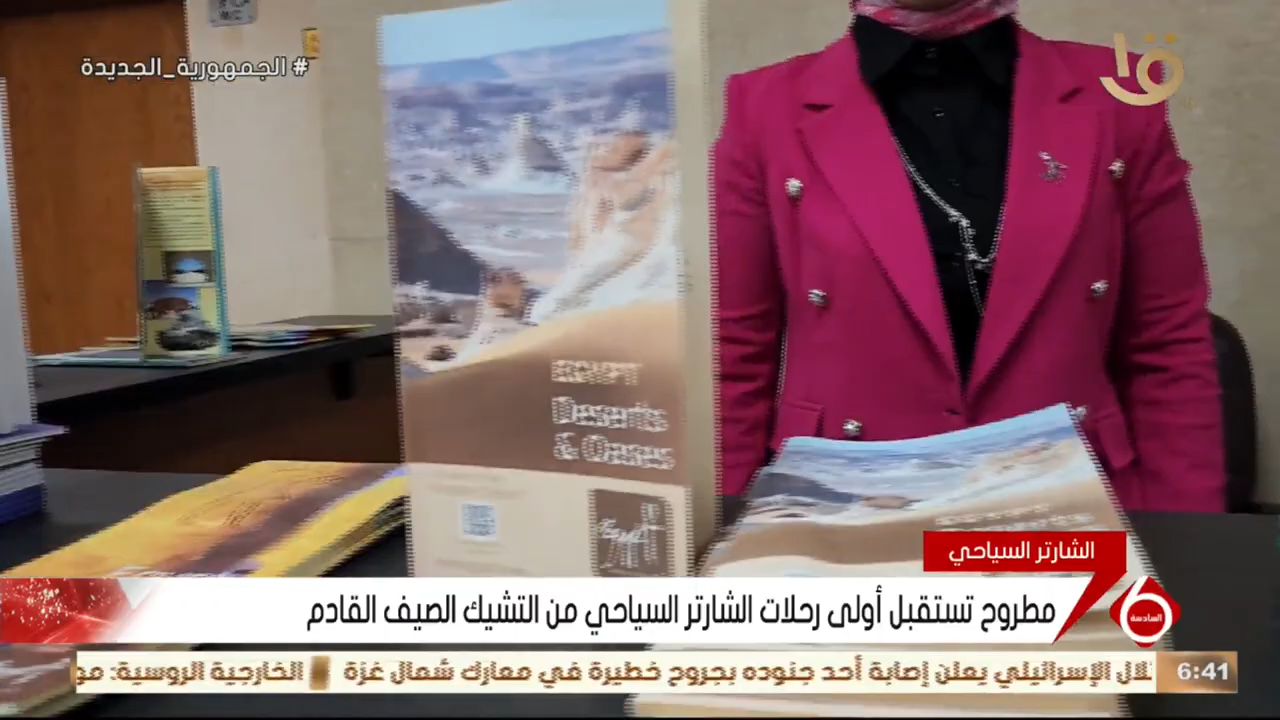 #الجمهورية_الجديدة
EGYPT
Deserts
& Oases
الشارتر السياحي
مطروح تستقبل أولى رحلات الشارتر السياحي من التشيك الصيف القادم
السادسة
الإسرائيلي يعلن إصابة أحد جنوده بجروح خطيرة في معارك شمال غزة
الخارجية الروسية:
6:41